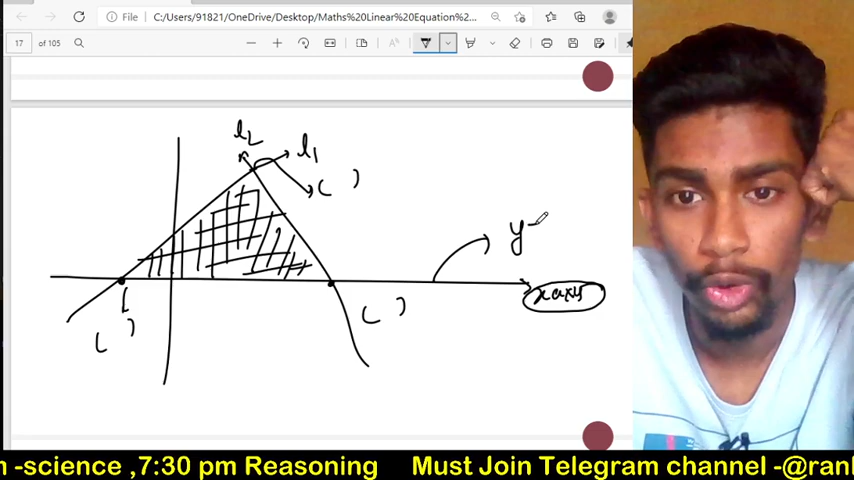 File C:/Users/91821/OneDrive/Desktop/Maths%20Linear%20Equation%2...
17 of 105
l2
l1
( )
y-
x axis
( )
( )
n -science ,7:30 pm Reasoning Must Join Telegram channel -@ranl